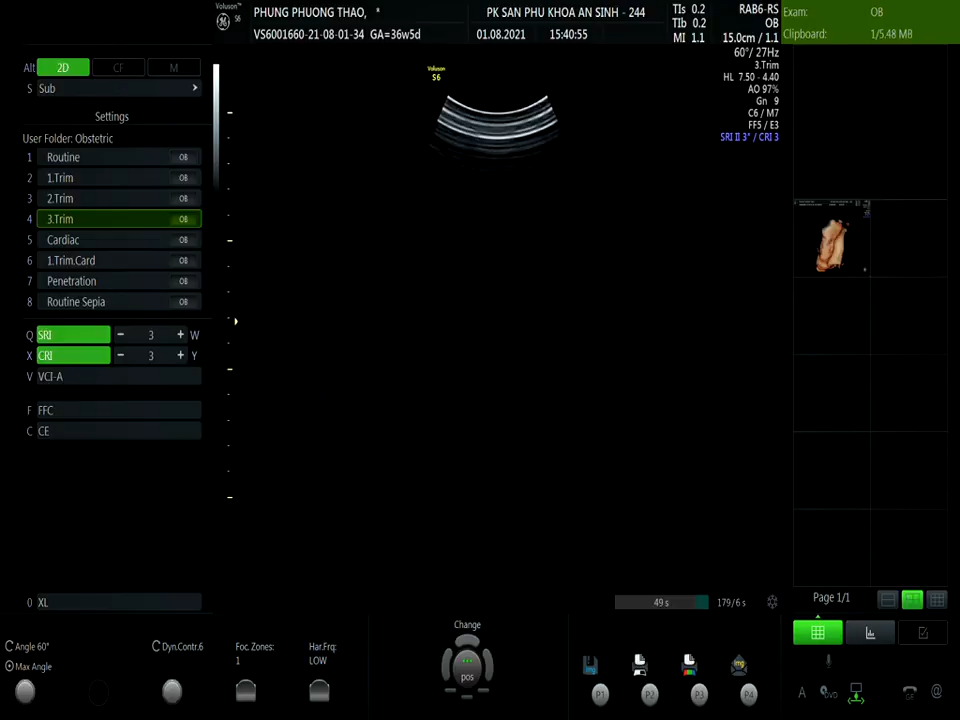 Voluson
S6
PHUNG PHUONG THAO, *
PK SAN PHU KHOA AN SINH - 244
VS6001660-21-08-01-34 GA=36w5d
01.08.2021 15:40:55
TIs 0.2
TIb 0.2
MI 1.1
RAB6-RS
OB
15.0cm / 1.1
60°/ 27Hz
3.Trim
HL 7.50 - 4.40
AO 97%
Gn 9
C6 / M7
FF5 / E3
SRI II 3* / CRI 3
Exam: OB
Clipboard: 1/5.48 MB
Voluson
S6
Alt 2D CF M
S Sub >
Settings
User Folder: Obstetric
1 Routine OB
2 1.Trim OB
3 2.Trim OB
4 3.Trim OB
5 Cardiac OB
6 1.Trim.Card OB
7 Penetration OB
8 Routine Sepia OB
Q SRI - 3 + W
X CRI - 3 + Y
V VCI-A
F FFC
C CE
0 XL
49 s 179/6 s
Page 1/1
Angle 60°
Max Angle
Dyn.Contr.6
Foc. Zones:
1
Har.Frq:
LOW
Change
pos
img
P1 P2 P3 P4
A DVD @